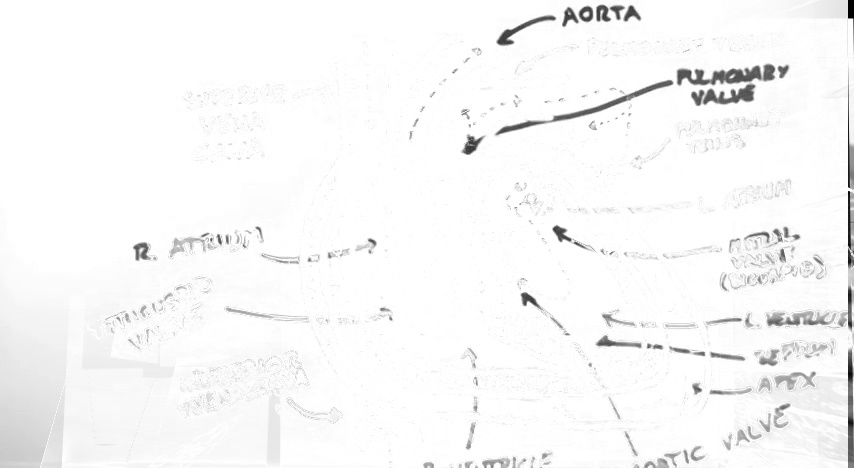 AORTA
PULMONARY TRUNK
PULMONARY
VALVE
SUPERIOR
VENA
CAVA
PULMONARY
VEINS
L. ATRIUM
R. ATRIUM
MITRAL
VALVE
(BICUSPID)
TRICUSPID
VALVE
L. VENTRICLE
SEPTUM
INFERIOR
VENA CAVA
APEX
AORTIC VALVE
R. VENTRICLE